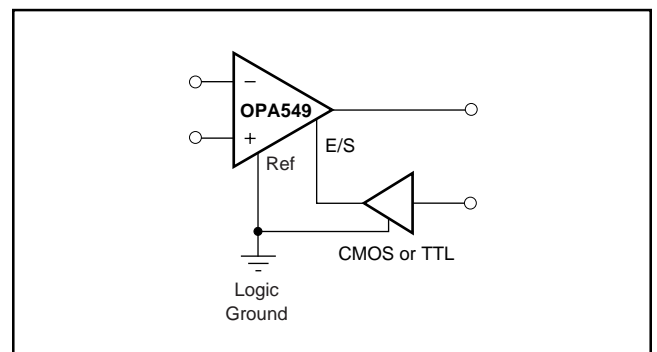 −
OPA549
+
E/S
Ref
CMOS or TTL
Logic
Ground